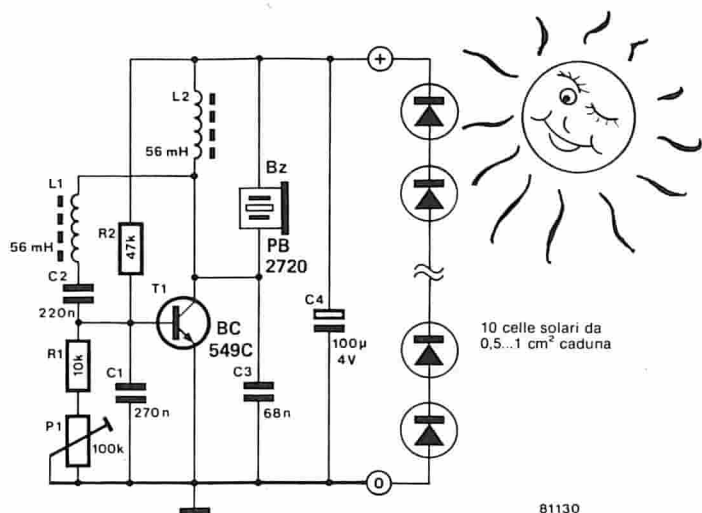 +
L2
56 mH
Bz
PB
2720
L1
56 mH
R2
47k
C2
220n
T1
BC
549C
C4
100µ
4V
10 celle solari da
0,5...1 cm² caduna
R1
10k
C1
270n
C3
68n
P1
100k
0
81130